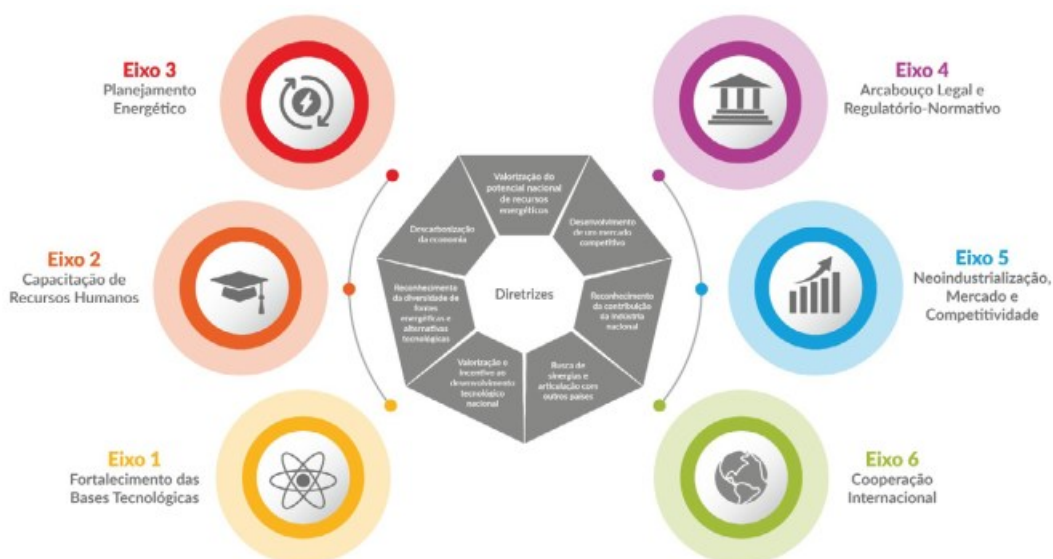 Eixo 3
Planejamento
Energético
Eixo 4
Arcabouço Legal e
Regulatório-Normativo
Eixo 2
Capacitação de
Recursos Humanos
Eixo 5
Neoindustrialização,
Mercado e
Competitividade
Eixo 1
Fortalecimento das
Bases Tecnológicas
Eixo 6
Cooperação
Internacional
Diretrizes
Valorização do
potencial nacional
de recursos
energéticos
Desenvolvimento
de um mercado
competitivo
Reconhecimento
da contribuição
da indústria
nacional
Busca de
sinergias e
articulação com
outros países
Valorização e
incentivo ao
desenvolvimento
tecnológico
nacional
Reconhecimento
da diversidade de
fontes
energéticas e
alternativas
tecnológicas
Descarbonização
da economia